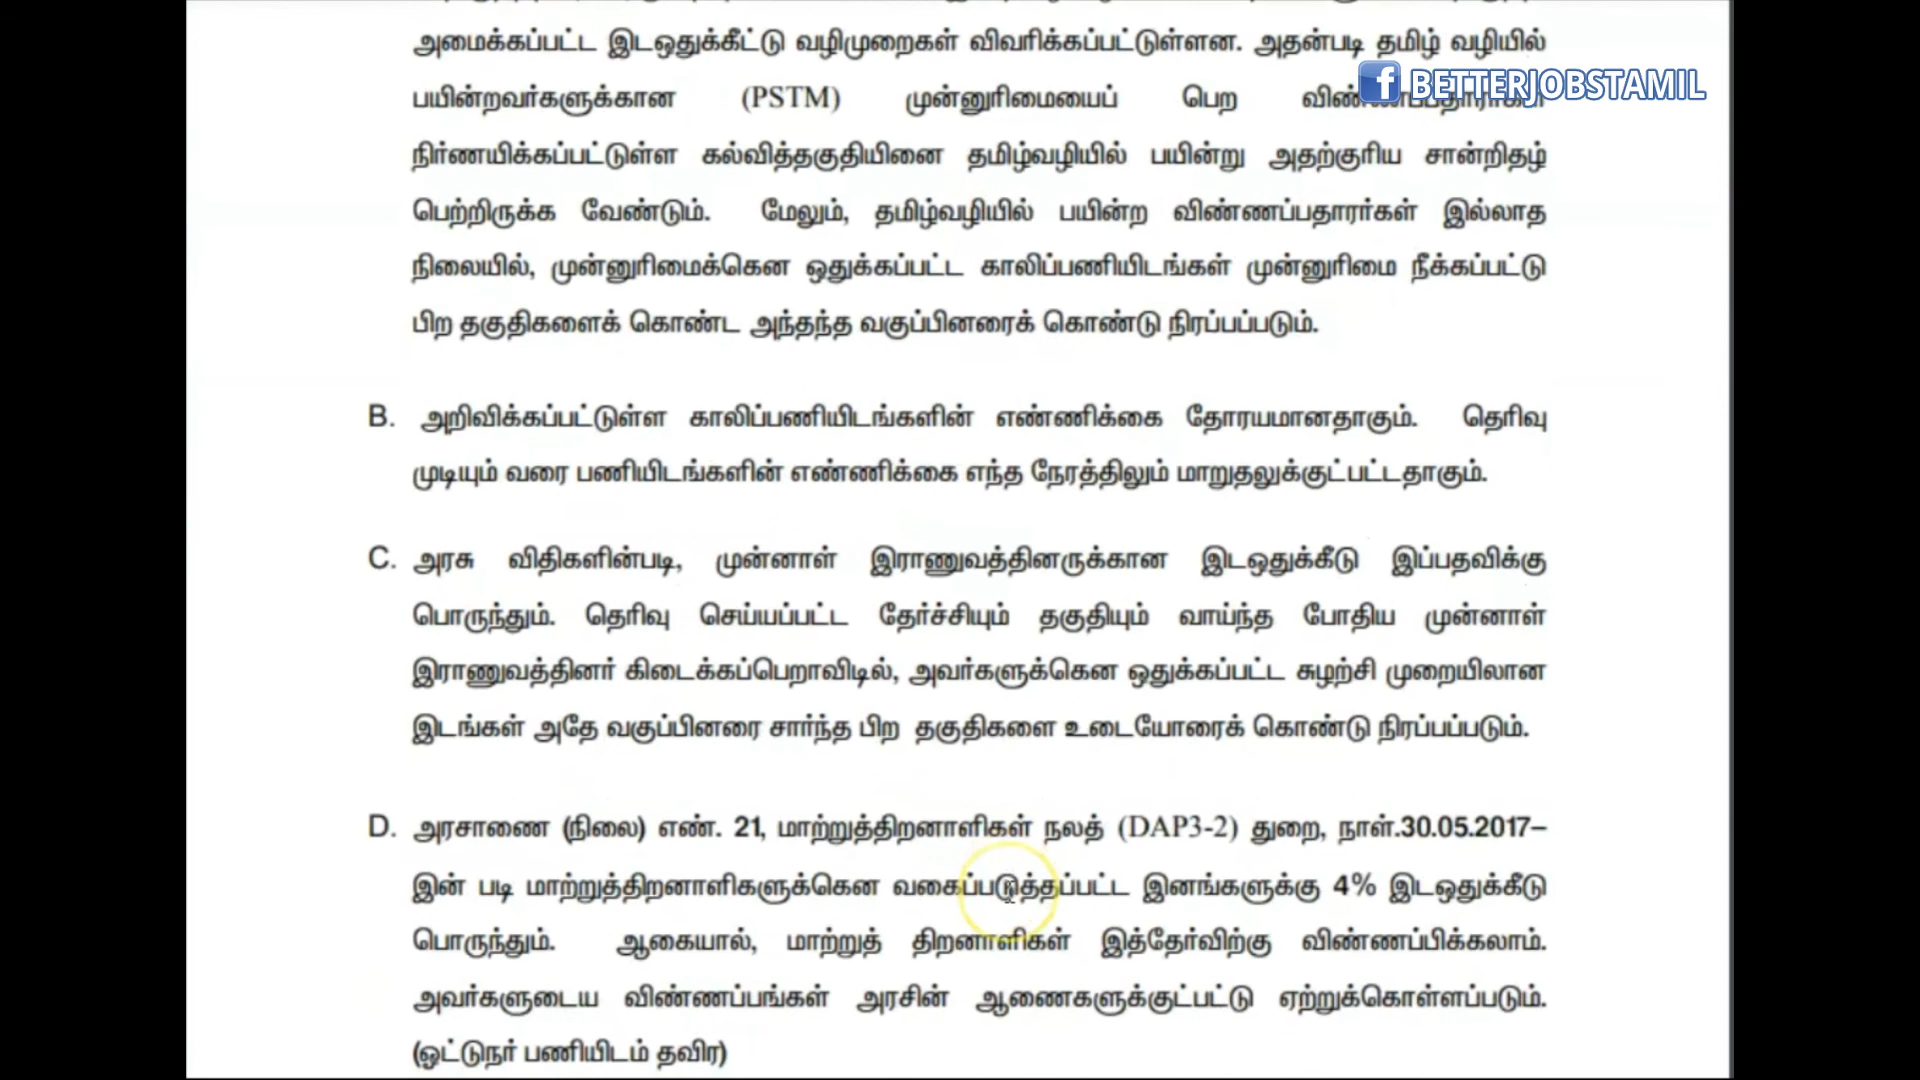 அமைக்கப்பட்ட இடஒதுக்கீட்டு வழிமுறைகள் விவரிக்கப்பட்டுள்ளன. அதன்படி தமிழ் வழியில்
BETTERJOBSTAMIL
பயின்றவர்களுக்கான (PSTM) முன்னுரிமையைப் பெற
நிர்ணயிக்கப்பட்டுள்ள கல்வித்தகுதியினை தமிழ்வழியில் பயின்று அதற்குரிய சான்றிதழ்
பெற்றிருக்க வேண்டும். மேலும், தமிழ்வழியில் பயின்ற விண்ணப்பதாரர்கள் இல்லாத
நிலையில், முன்னுரிமைக்கென ஒதுக்கப்பட்ட காலிப்பணியிடங்கள் முன்னுரிமை நீக்கப்பட்டு
பிற தகுதிகளைக் கொண்ட அந்தந்த வகுப்பினரைக் கொண்டு நிரப்பப்படும்.
B. அறிவிக்கப்பட்டுள்ள காலிப்பணியிடங்களின் எண்ணிக்கை தோரயமானதாகும். தெரிவு
முடியும் வரை பணியிடங்களின் எண்ணிக்கை எந்த நேரத்திலும் மாறுதலுக்குட்பட்டதாகும்.
C. அரசு விதிகளின்படி, முன்னாள் இராணுவத்தினருக்கான இடஒதுக்கீடு இப்பதவிக்கு
பொருந்தும். தெரிவு செய்யப்பட்ட தேர்ச்சியும் தகுதியும் வாய்ந்த போதிய முன்னாள்
இராணுவத்தினர் கிடைக்கப்பெறாவிடில், அவர்களுக்கென ஒதுக்கப்பட்ட சுழற்சி முறையிலான
இடங்கள் அதே வகுப்பினரை சார்ந்த பிற தகுதிகளை உடையோரைக் கொண்டு நிரப்பப்படும்.
D. அரசாணை (நிலை) எண். 21, மாற்றுத்திறனாளிகள் நலத் (DAP3-2) துறை, நாள்.30.05.2017–
இன் படி மாற்றுத்திறனாளிகளுக்கென வகைப்படுத்தப்பட்ட இனங்களுக்கு 4% இடஒதுக்கீடு
பொருந்தும். ஆகையால், மாற்றுத் திறனாளிகள் இத்தேர்விற்கு விண்ணப்பிக்கலாம்.
அவர்களுடைய விண்ணப்பங்கள் அரசின் ஆணைகளுக்குட்பட்டு ஏற்றுக்கொள்ளப்படும்.
(ஓட்டுநர் பணியிடம் தவிர)